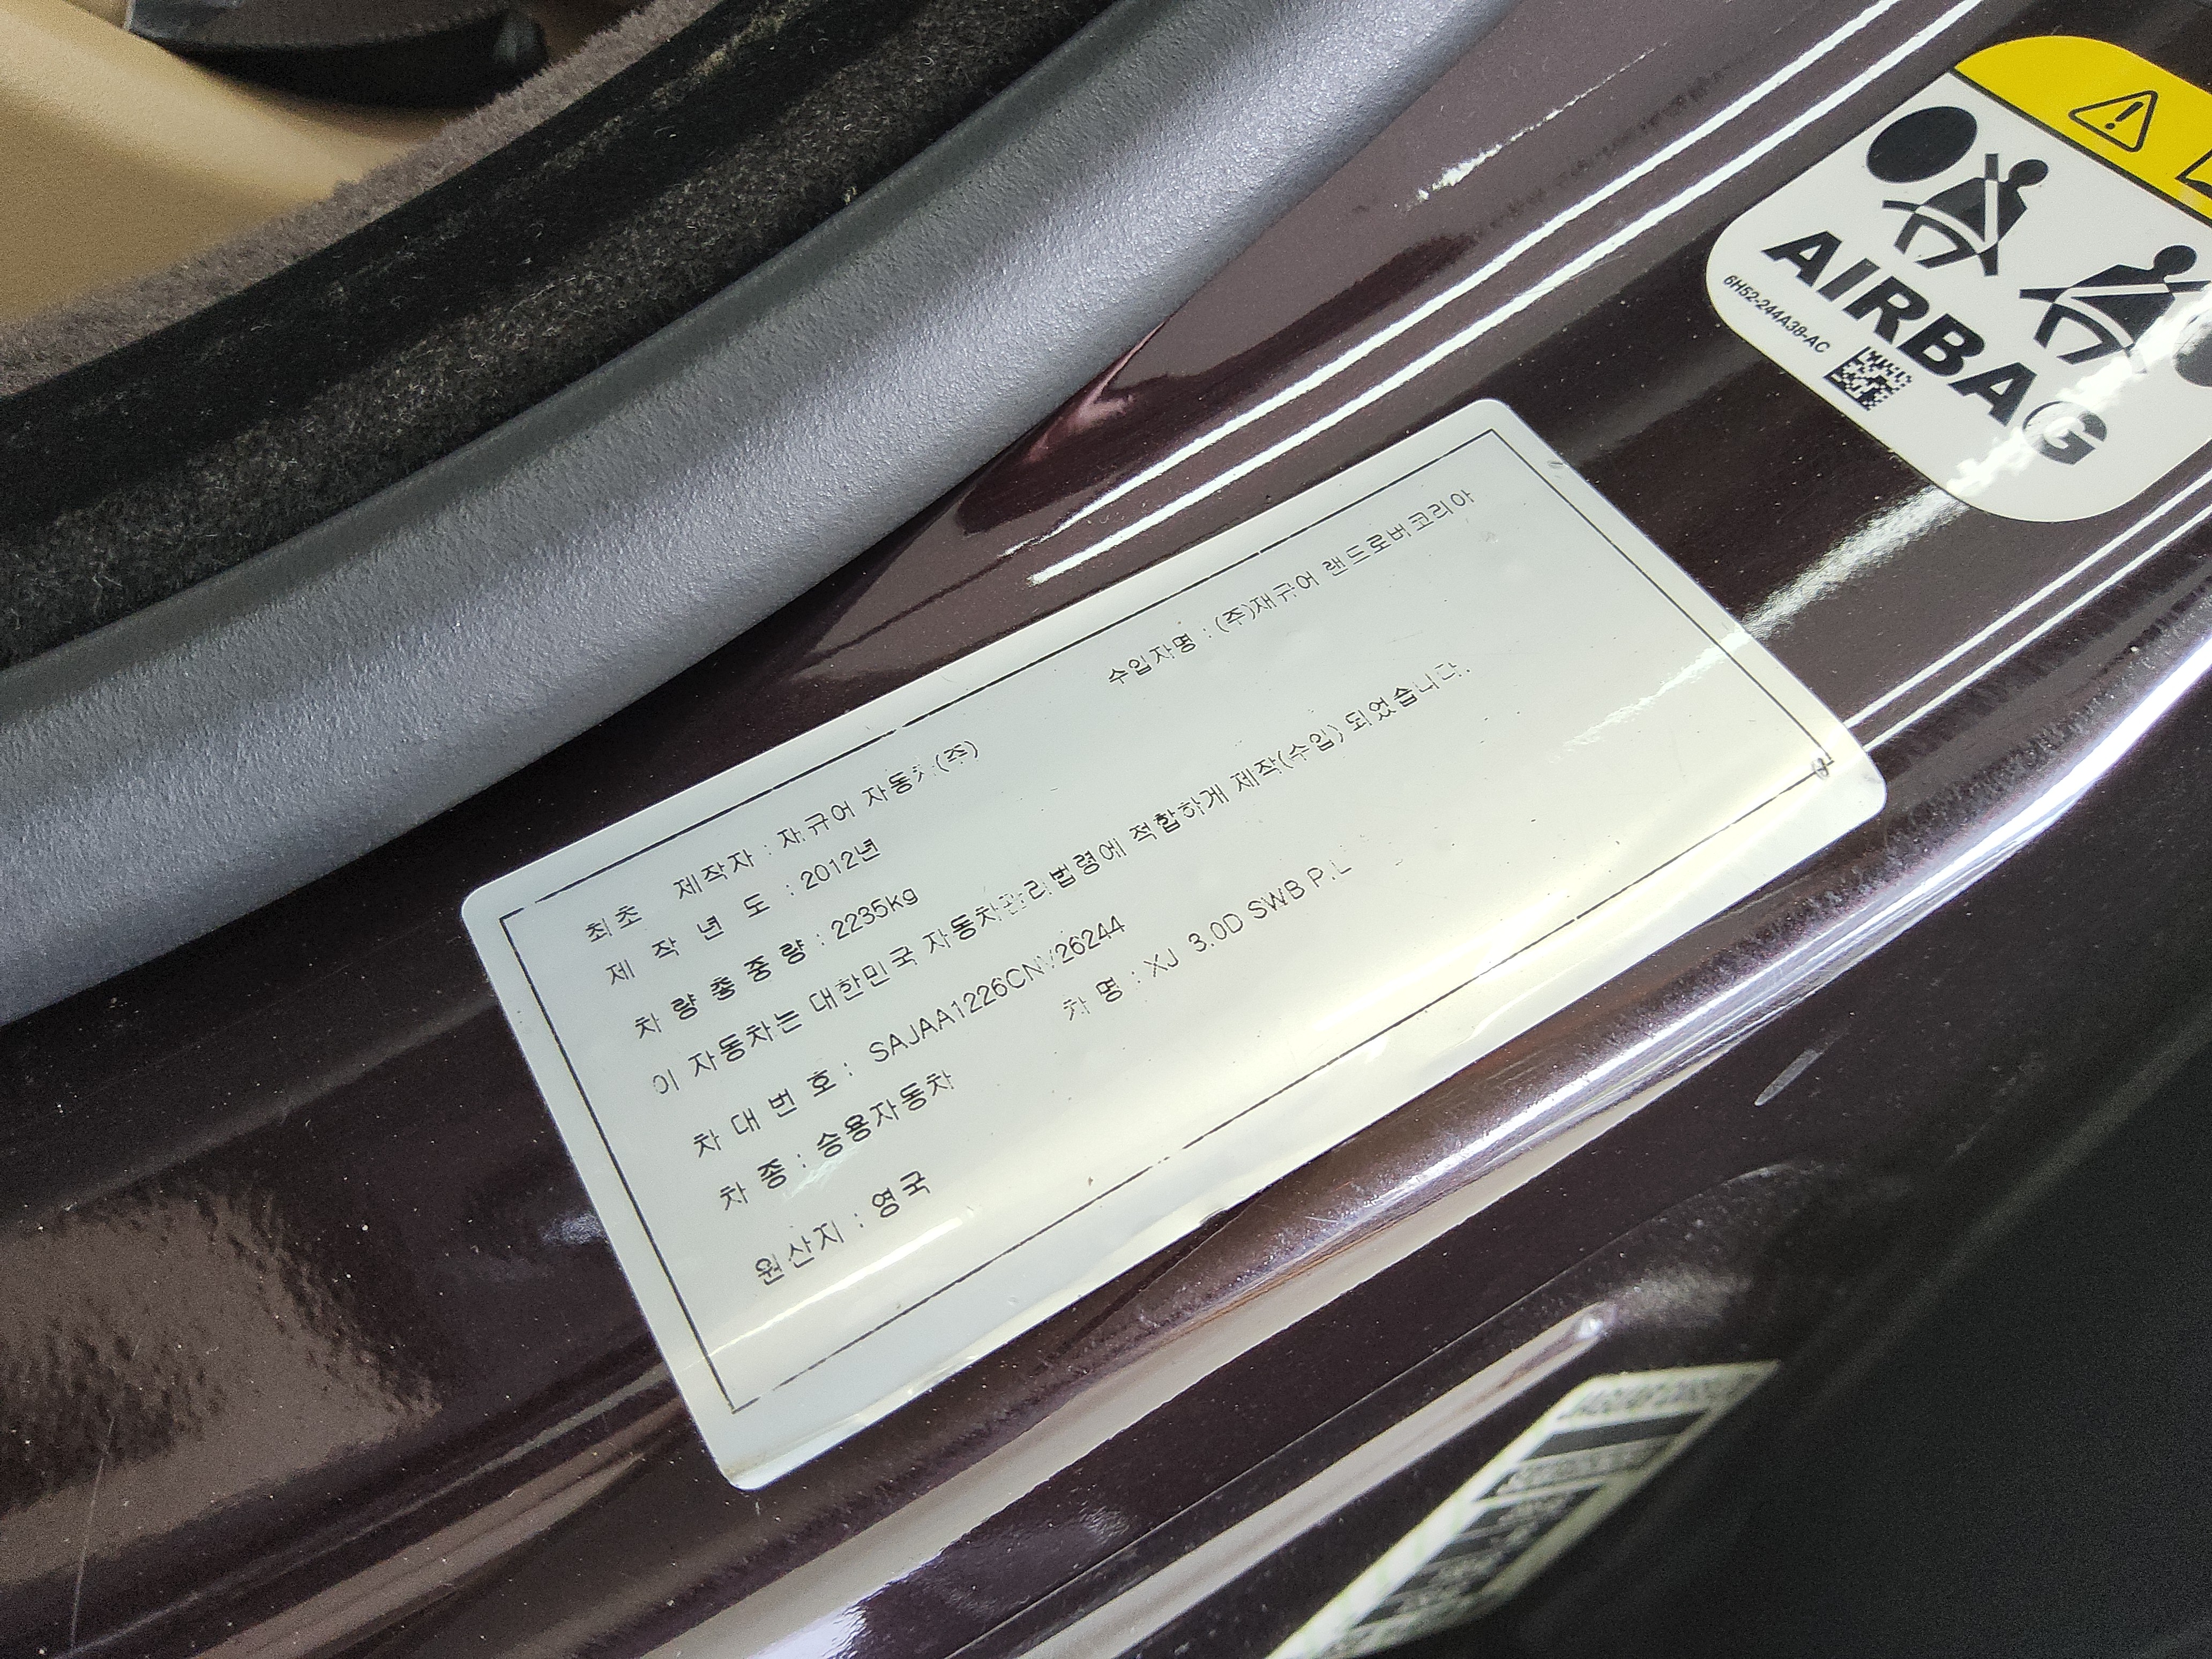 AIRBAG
6H52-244A38-AC
최초 제작자 : 재규어 자동차(주) 수입자명 : (주)재규어 랜드로버코리아
제 작 년 도 : 2012년
차 량 총 중 량 : 2235kg
이 자동차는 대한민국 자동차관리법령에 적합하게 제작(수입) 되었습니다.
차 대 번 호 : SAJAA1226CNV26244
차 종 : 승용자동차 차 명 : XJ 3.0D SWB P.L
원산지 : 영국